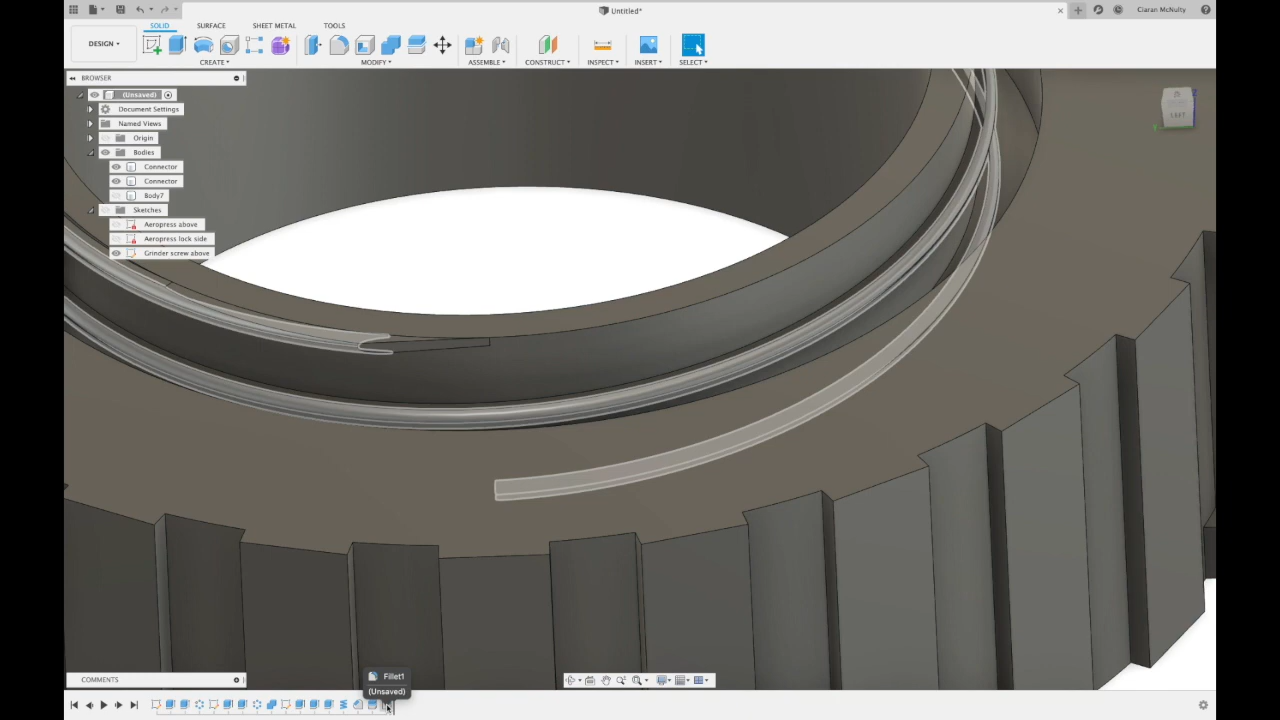 Untitled*
Ciaran McNulty
SOLID
SURFACE
SHEET METAL
TOOLS
DESIGN
CREATE
MODIFY
ASSEMBLE
CONSTRUCT
INSPECT
INSERT
SELECT
BROWSER
(Unsaved)
Document Settings
Named Views
Origin
Bodies
Connector
Connector
Body7
Sketches
Aeropress above
Aeropress lock side
Grinder screw above
LEFT
Z
Y
COMMENTS
Fillet1
(Unsaved)